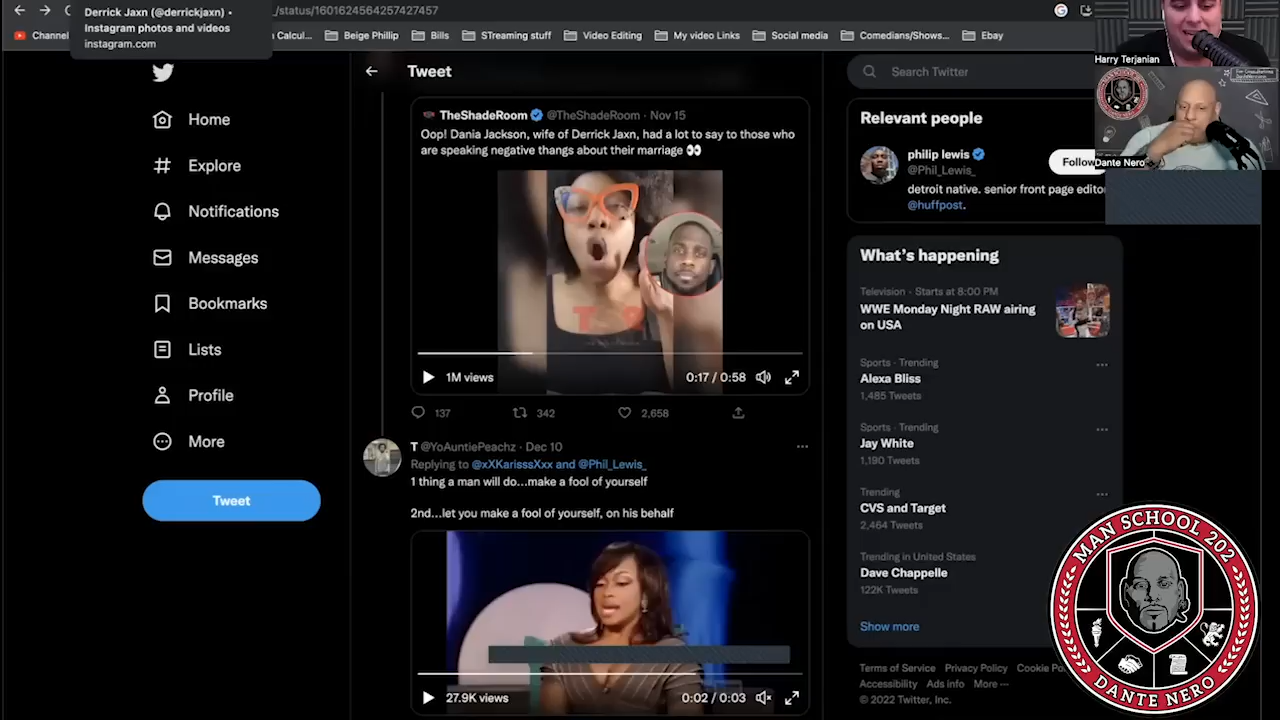 Derrick Jaxn (@derrickjaxn) •
Instagram photos and videos
instagram.com
_/status/1601624564257427457
Channel
Calcul...
Beige Phillip
Bills
STreaming stuff
Video Editing
My video Links
Social media
Comedians/Shows...
Ebay
Harry Terjanian
Dante Nero
Home
Explore
Notifications
Messages
Bookmarks
Lists
Profile
More
Tweet
Tweet
TheShadeRoom @TheShadeRoom · Nov 15
Oop! Dania Jackson, wife of Derrick Jaxn, had a lot to say to those who
are speaking negative thangs about their marriage 👀
1M views
0:17 / 0:58
137
342
2,658
T @YoAuntiePeachz · Dec 10
Replying to @xXKarisssXxx and @Phil_Lewis_
1 thing a man will do...make a fool of yourself
2nd...let you make a fool of yourself, on his behalf
27.9K views
0:02 / 0:03
Search Twitter
Relevant people
philip lewis
@Phil_Lewis_
Follow
detroit native. senior front page editor
@huffpost.
What's happening
Television · Starts at 8:00 PM
WWE Monday Night RAW airing
on USA
Sports · Trending
Alexa Bliss
1,485 Tweets
Sports · Trending
Jay White
1,190 Tweets
Trending
CVS and Target
2,464 Tweets
Trending in United States
Dave Chappelle
122K Tweets
Show more
Terms of Service Privacy Policy Cookie
Accessibility Ads info More ···
© 2022 Twitter, Inc.
MAN SCHOOL 202
DANTE NERO